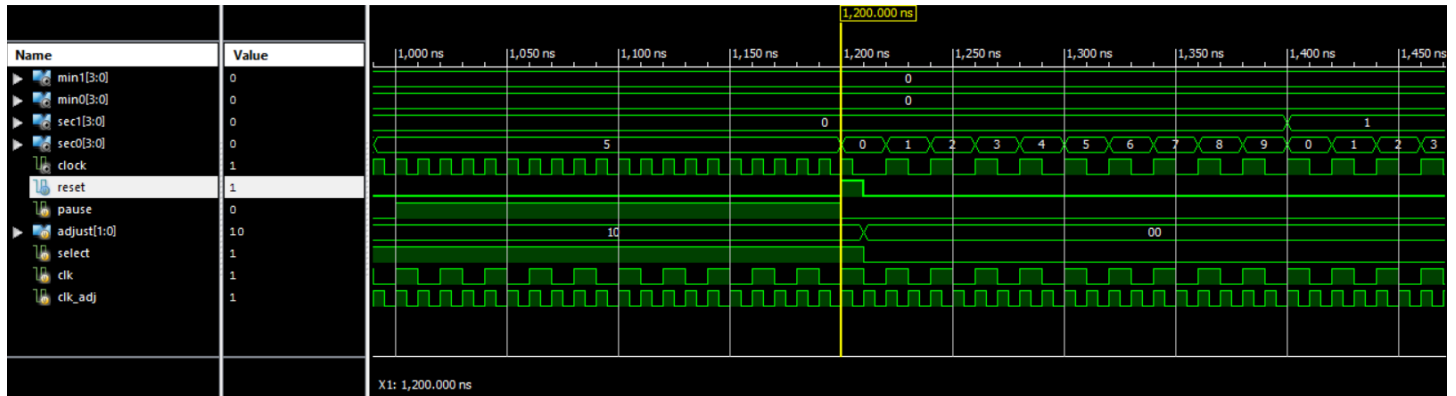 1,200.000 ns
Name Value 1,000 ns 1,050 ns 1,100 ns 1,150 ns 1,200 ns 1,250 ns 1,300 ns 1,350 ns 1,400 ns 1,450 ns
min1[3:0] 0 0
min0[3:0] 0 0
sec1[3:0] 0 0 1
sec0[3:0] 0 5 0 1 2 3 4 5 6 7 8 9 0 1 2 3
clock 1
reset 1
pause 0
adjust[1:0] 10 10 00
select 1
clk 1
clk_adj 1
X1: 1,200.000 ns